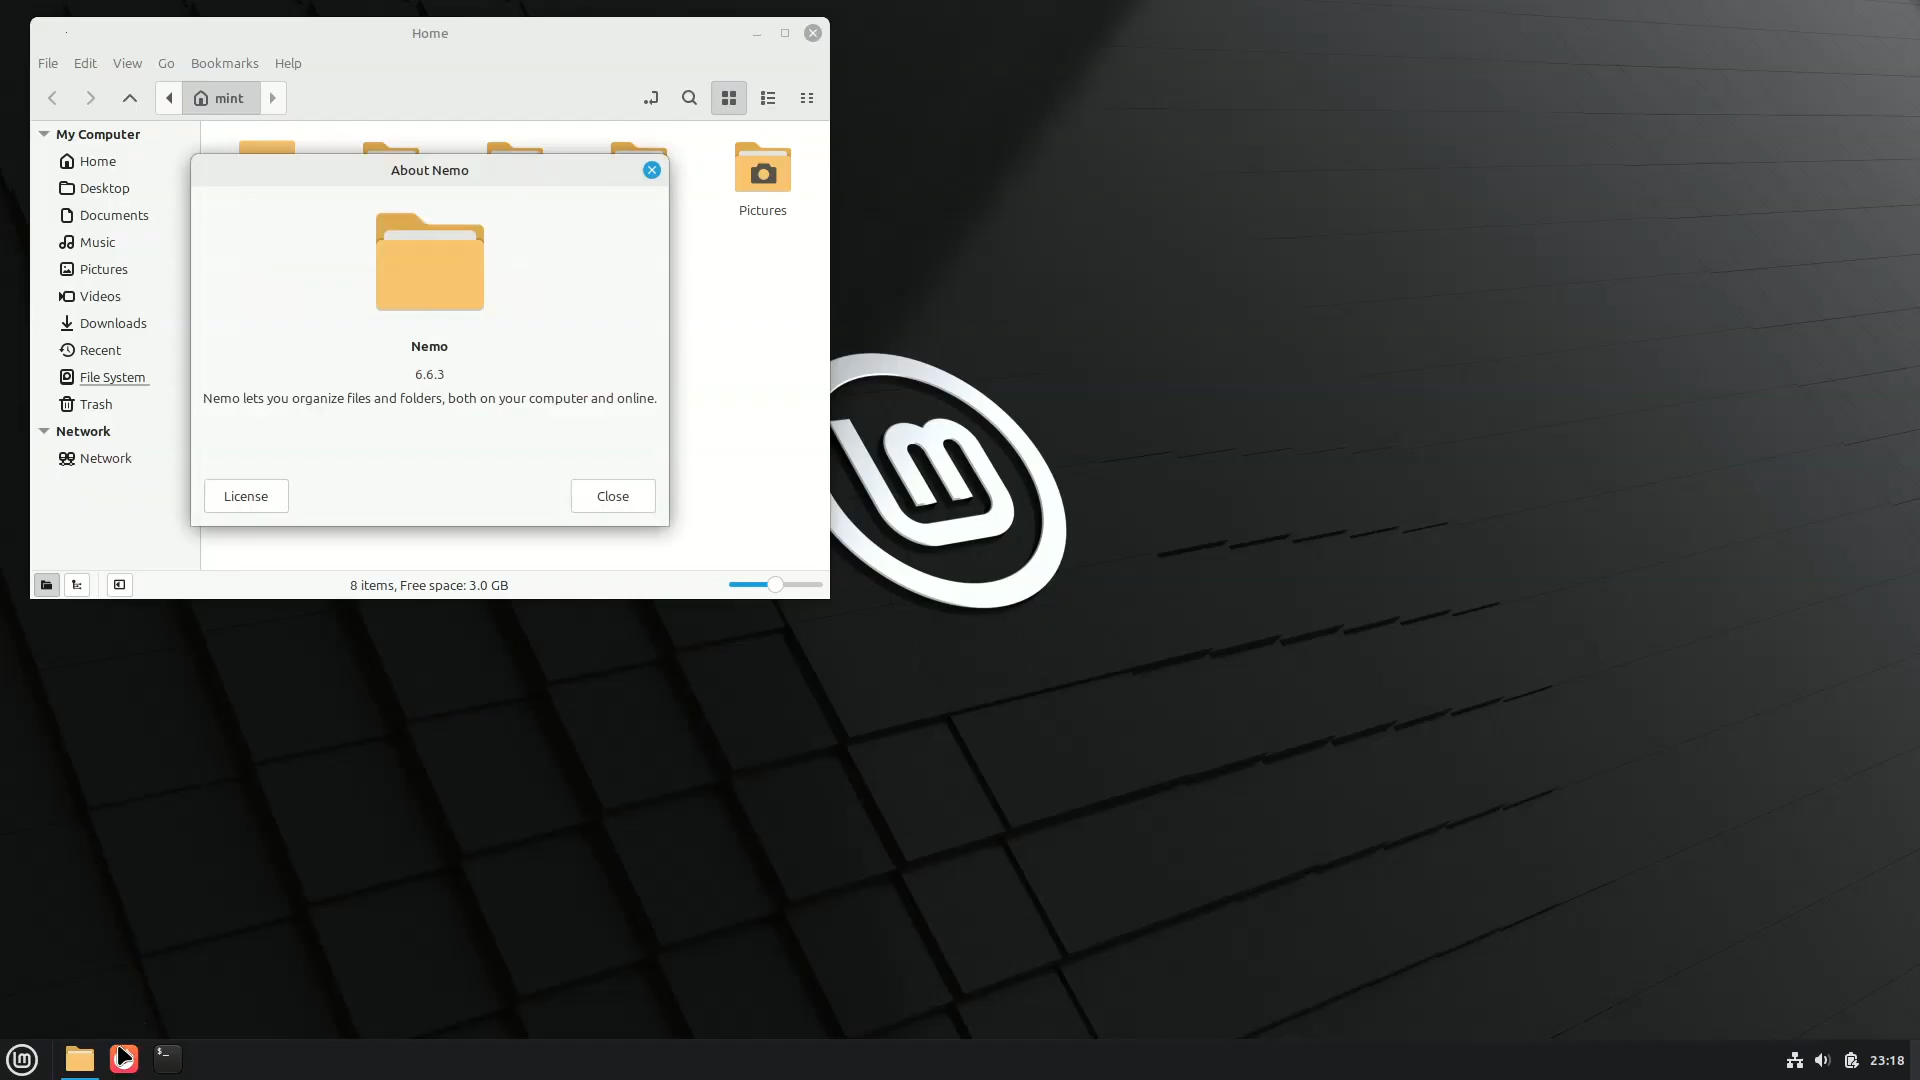 Home
File Edit View Go Bookmarks Help
mint
My Computer
Home
Desktop
Documents
Music
Pictures
Videos
Downloads
Recent
File System
Trash
Network
Network
Pictures
About Nemo
Nemo
6.6.3
Nemo lets you organize files and folders, both on your computer and online.
License Close
8 items, Free space: 3.0 GB
$_
23:18